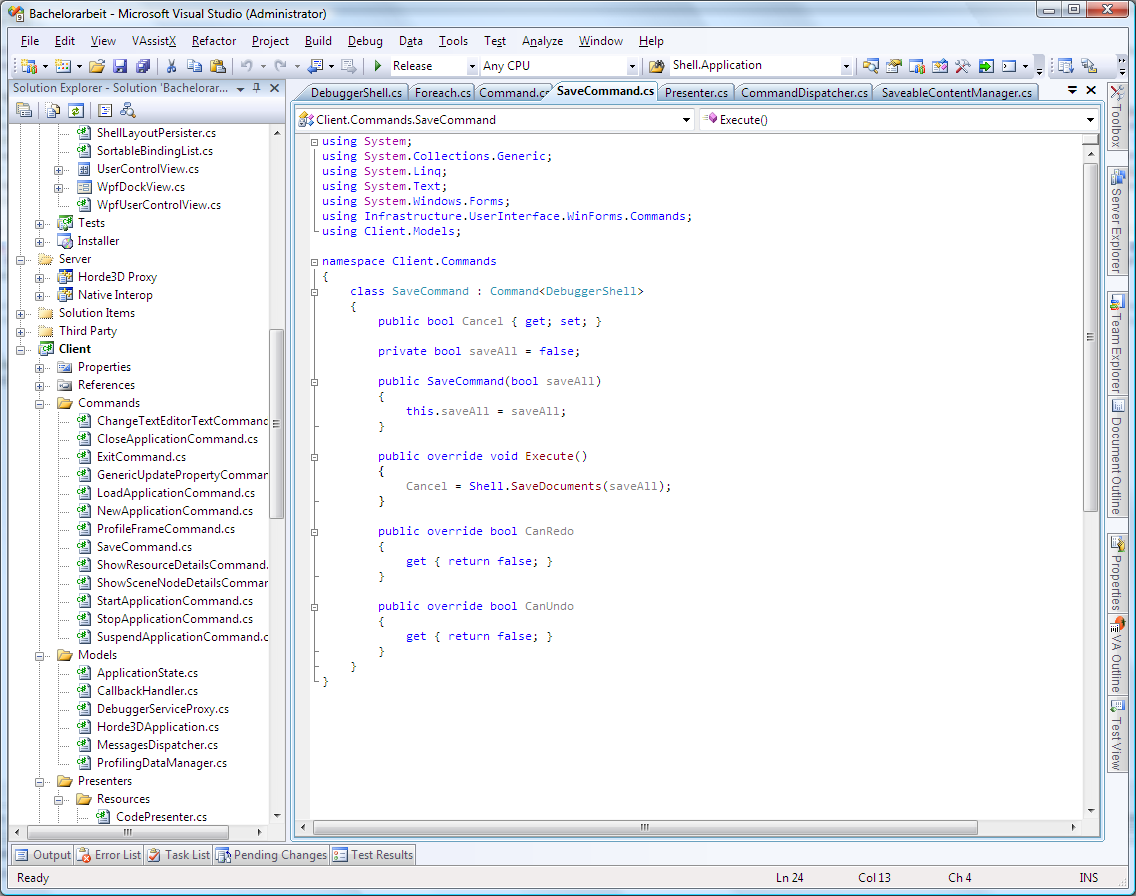 Bachelorarbeit - Microsoft Visual Studio (Administrator)
File Edit View VAssistX Refactor Project Build Debug Data Tools Test Analyze Window Help
Release Any CPU Shell.Application
Solution Explorer - Solution 'Bachelorar...
ShellLayoutPersister.cs
SortableBindingList.cs
UserControlView.cs
WpfDockView.cs
WpfUserControlView.cs
Tests
Installer
Server
Horde3D Proxy
Native Interop
Solution Items
Third Party
Client
Properties
References
Commands
ChangeTextEditorTextCommand
CloseApplicationCommand.cs
ExitCommand.cs
GenericUpdatePropertyCommar
LoadApplicationCommand.cs
NewApplicationCommand.cs
ProfileFrameCommand.cs
SaveCommand.cs
ShowResourceDetailsCommand.
ShowSceneNodeDetailsCommar
StartApplicationCommand.cs
StopApplicationCommand.cs
SuspendApplicationCommand.c
Models
ApplicationState.cs
CallbackHandler.cs
DebuggerServiceProxy.cs
Horde3DApplication.cs
MessagesDispatcher.cs
ProfilingDataManager.cs
Presenters
Resources
CodePresenter.cs
DebuggerShell.cs Foreach.cs Command.cs SaveCommand.cs Presenter.cs CommandDispatcher.cs SaveableContentManager.cs
Client.Commands.SaveCommand Execute()
using System;
using System.Collections.Generic;
using System.Linq;
using System.Text;
using System.Windows.Forms;
using Infrastructure.UserInterface.WinForms.Commands;
using Client.Models;
namespace Client.Commands
{
class SaveCommand : Command<DebuggerShell>
{
public bool Cancel { get; set; }
private bool saveAll = false;
public SaveCommand(bool saveAll)
{
this.saveAll = saveAll;
}
public override void Execute()
{
Cancel = Shell.SaveDocuments(saveAll);
}
public override bool CanRedo
{
get { return false; }
}
public override bool CanUndo
{
get { return false; }
}
}
}
Toolbox
Server Explorer
Team Explorer
Document Outline
Properties
VA Outline
Test View
Output Error List Task List Pending Changes Test Results
Ready Ln 24 Col 13 Ch 4 INS